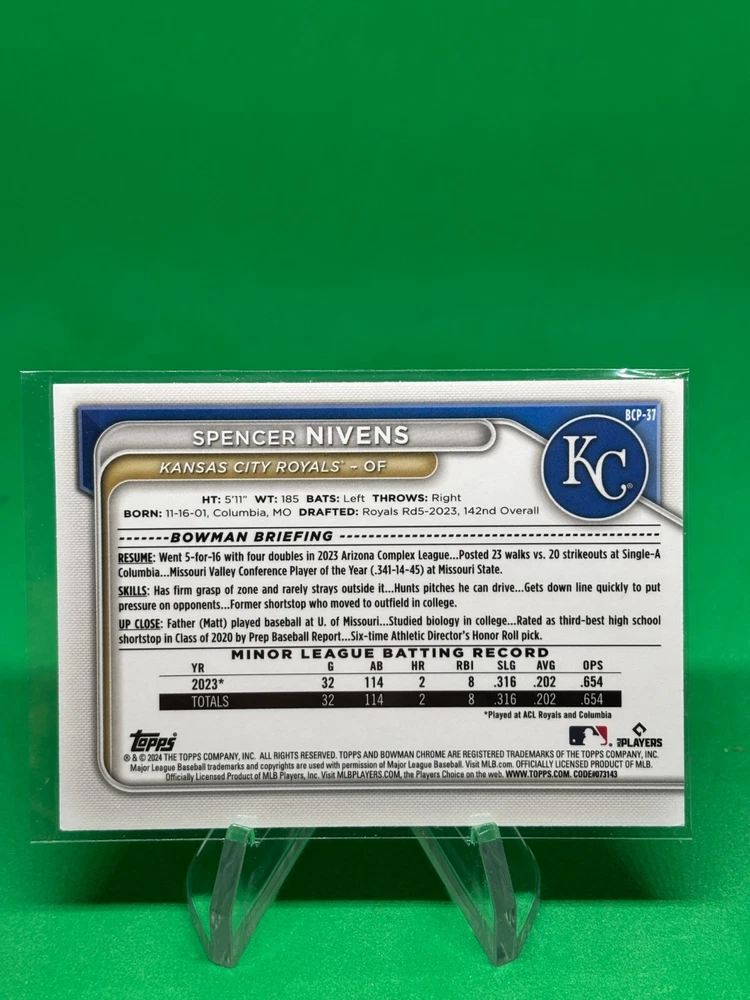 BCP-37
SPENCER NIVENS
KC
KANSAS CITY ROYALS® - OF
HT: 5'11" WT: 185 BATS: Left THROWS: Right
BORN: 11-16-01, Columbia, MO DRAFTED: Royals Rd5-2023, 142nd Overall
BOWMAN BRIEFING
RESUME: Went 5-for-16 with four doubles in 2023 Arizona Complex League...Posted 23 walks vs. 20 strikeouts at Single-A
Columbia...Missouri Valley Conference Player of the Year (.341-14-45) at Missouri State.
SKILLS: Has firm grasp of zone and rarely strays outside it...Hunts pitches he can drive...Gets down line quickly to put
pressure on opponents...Former shortstop who moved to outfield in college.
UP CLOSE: Father (Matt) played baseball at U. of Missouri...Studied biology in college...Rated as third-best high school
shortstop in Class of 2020 by Prep Baseball Report...Six-time Athletic Director's Honor Roll pick.
MINOR LEAGUE BATTING RECORD
YR G AB HR RBI SLG AVG OPS
2023* 32 114 2 8 .316 .202 .654
TOTALS 32 114 2 8 .316 .202 .654
*Played at ACL Royals and Columbia
Topps PLAYERS
® & © 2024 THE TOPPS COMPANY, INC. ALL RIGHTS RESERVED. TOPPS AND BOWMAN CHROME ARE REGISTERED TRADEMARKS OF THE TOPPS COMPANY, INC.
Major League Baseball trademarks and copyrights are used with permission of Major League Baseball. Visit MLB.com. OFFICIALLY LICENSED PRODUCT OF MLB.
Officially Licensed Product of MLB Players, Inc. Visit MLBPLAYERS.COM, the Players Choice on the web. WWW.TOPPS.COM. CODE#073143